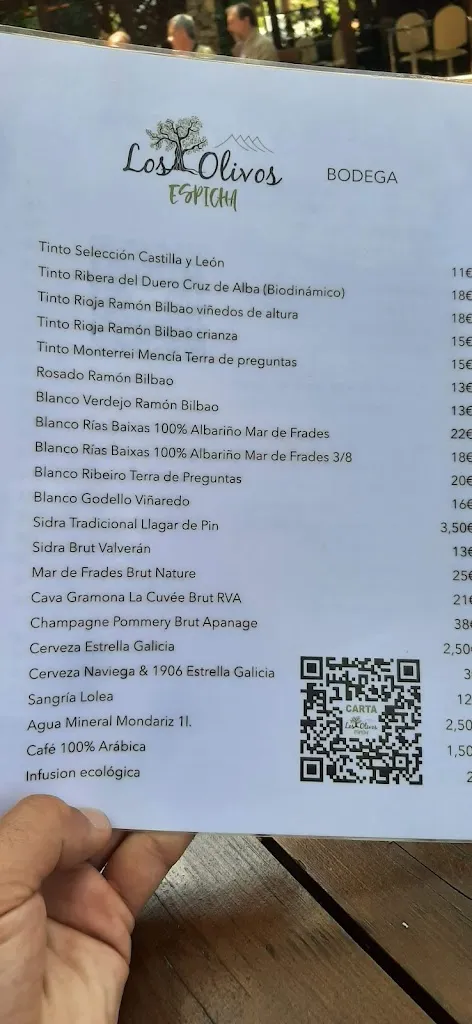 Los Olivos
ESPICHA
BODEGA
Tinto Selección Castilla y León 11€
Tinto Ribera del Duero Cruz de Alba (Biodinámico) 18€
Tinto Rioja Ramón Bilbao viñedos de altura 18€
Tinto Rioja Ramón Bilbao crianza 15€
Tinto Monterrei Mencía Terra de preguntas 15€
Rosado Ramón Bilbao 13€
Blanco Verdejo Ramón Bilbao 13€
Blanco Rías Baixas 100% Albariño Mar de Frades 22€
Blanco Rías Baixas 100% Albariño Mar de Frades 3/8 18€
Blanco Ribeiro Terra de Preguntas 20€
Blanco Godello Viñaredo 16€
Sidra Tradicional Llagar de Pin 3,50€
Sidra Brut Valverán 13€
Mar de Frades Brut Nature 25€
Cava Gramona La Cuvée Brut RVA 21€
Champagne Pommery Brut Apanage 38€
Cerveza Estrella Galicia 2,50€
Cerveza Naviega & 1906 Estrella Galicia 3
Sangría Lolea 12
Agua Mineral Mondariz 1l. 2,50
Café 100% Arábica 1,50
Infusion ecológica 2
CARTA
Los Olivos
ESPICHA